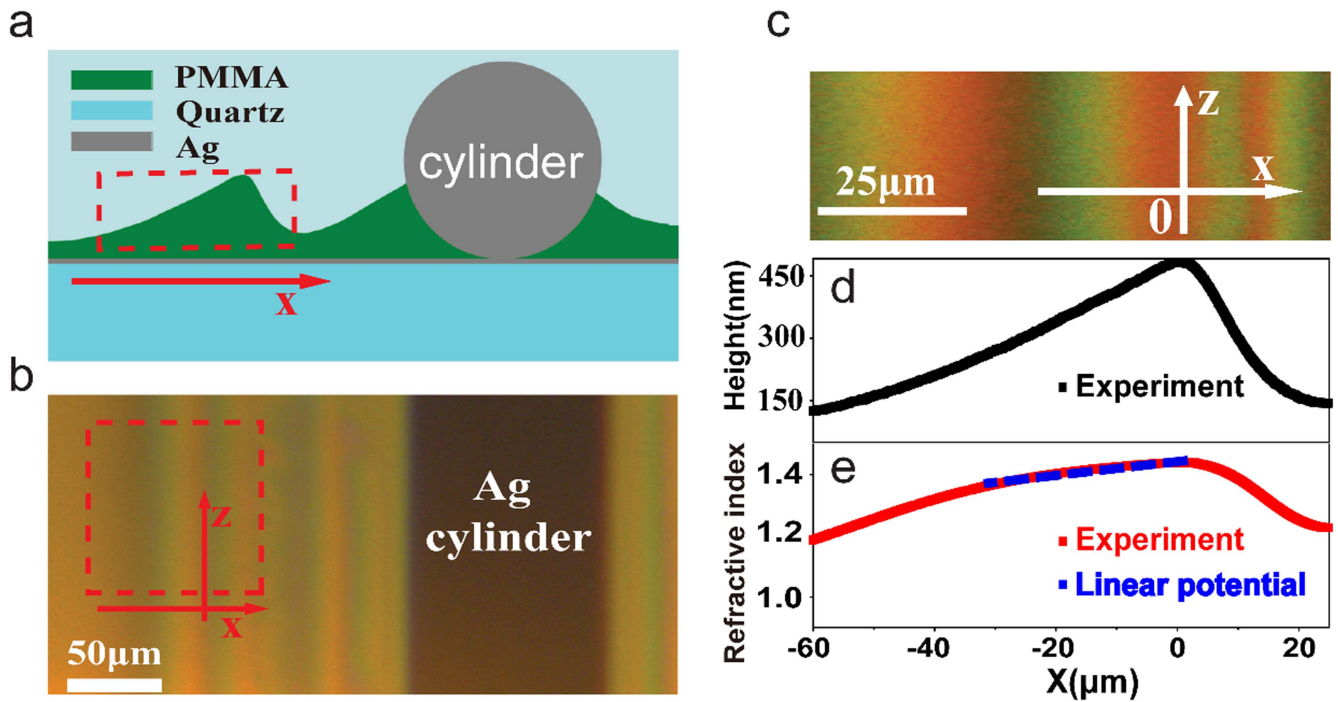 a
PMMA
Quartz
Ag
cylinder
x
b
Ag
cylinder
z
x
50μm
c
z
x
25μm
0
d
Height(nm)
450
300
150
Experiment
e
Refractive index
1.4
1.2
1.0
Experiment
Linear potential
-60 -40 -20 0 20
X(μm)